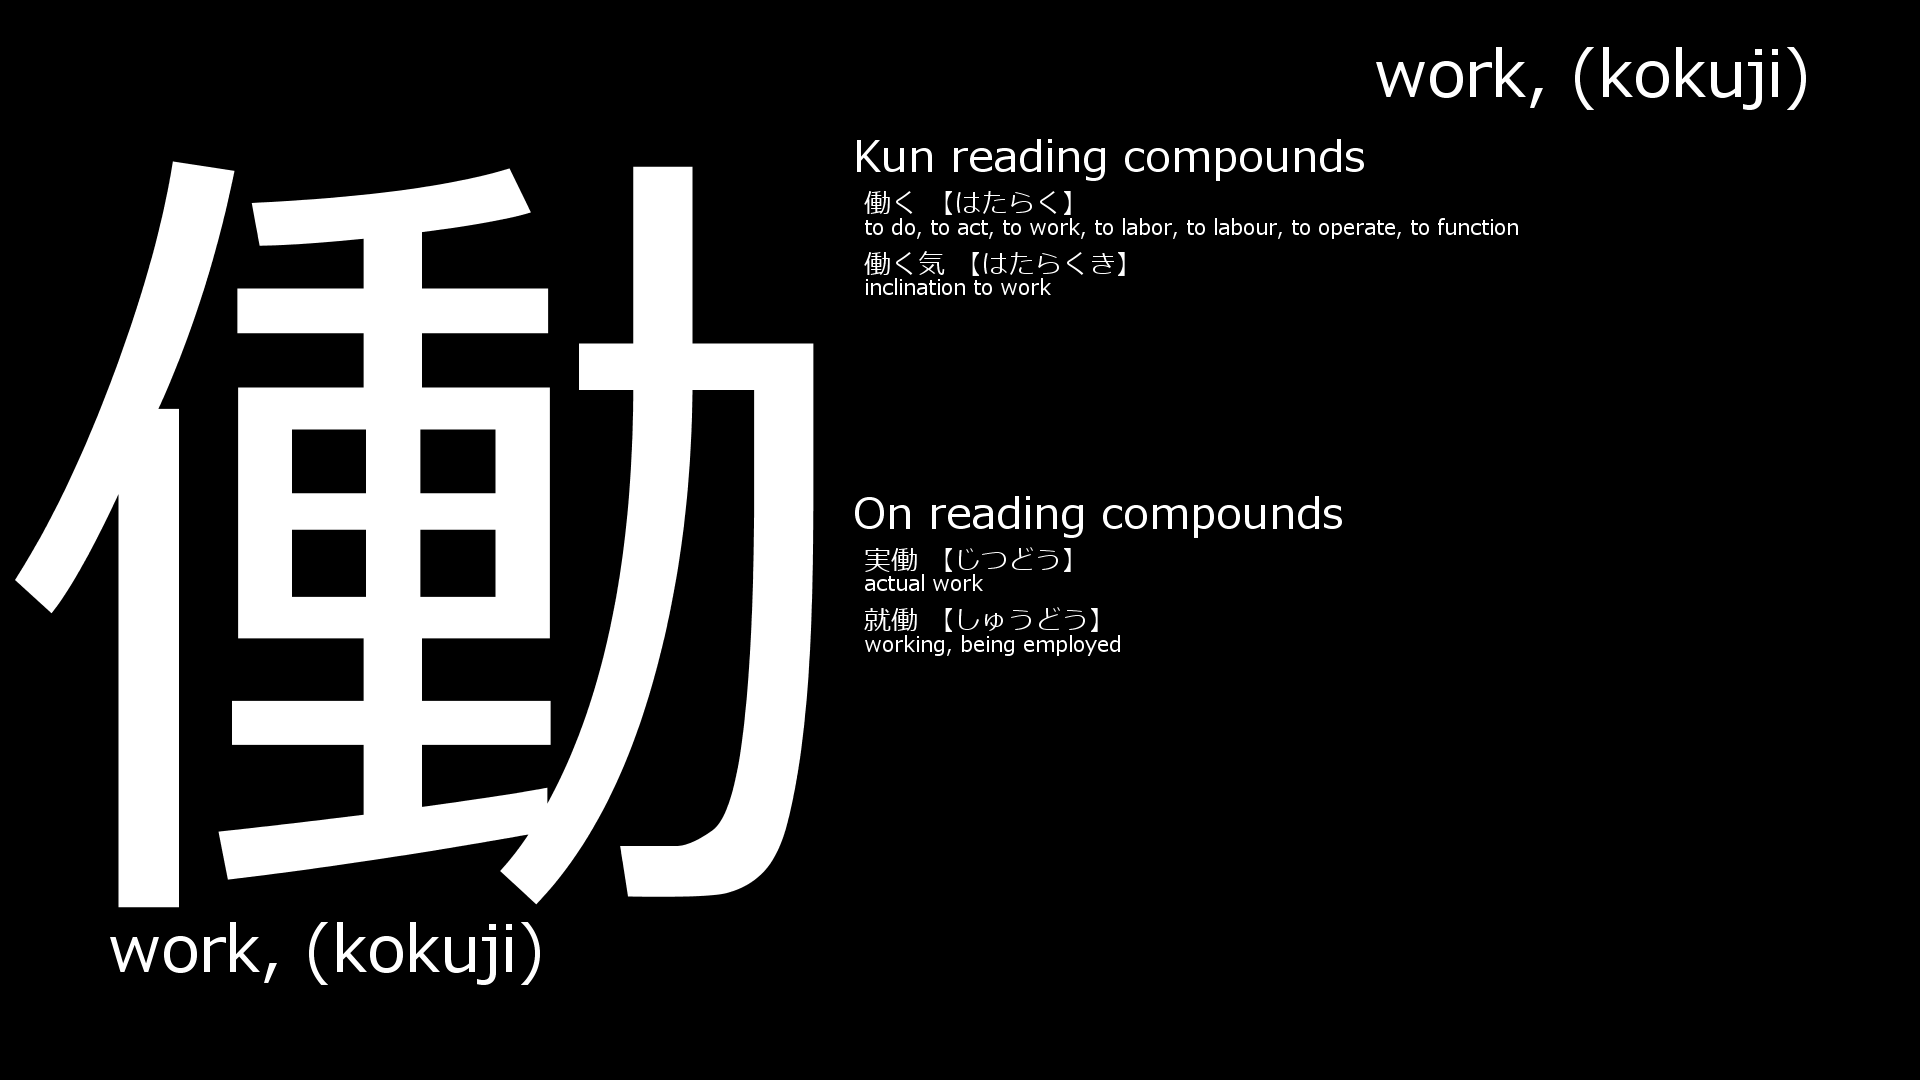 work, (kokuji)
働
Kun reading compounds
働く 【はたらく】
to do, to act, to work, to labor, to labour, to operate, to function
働く気 【はたらくき】
inclination to work
On reading compounds
実働 【じつどう】
actual work
就働 【しゅうどう】
working, being employed
work, (kokuji)